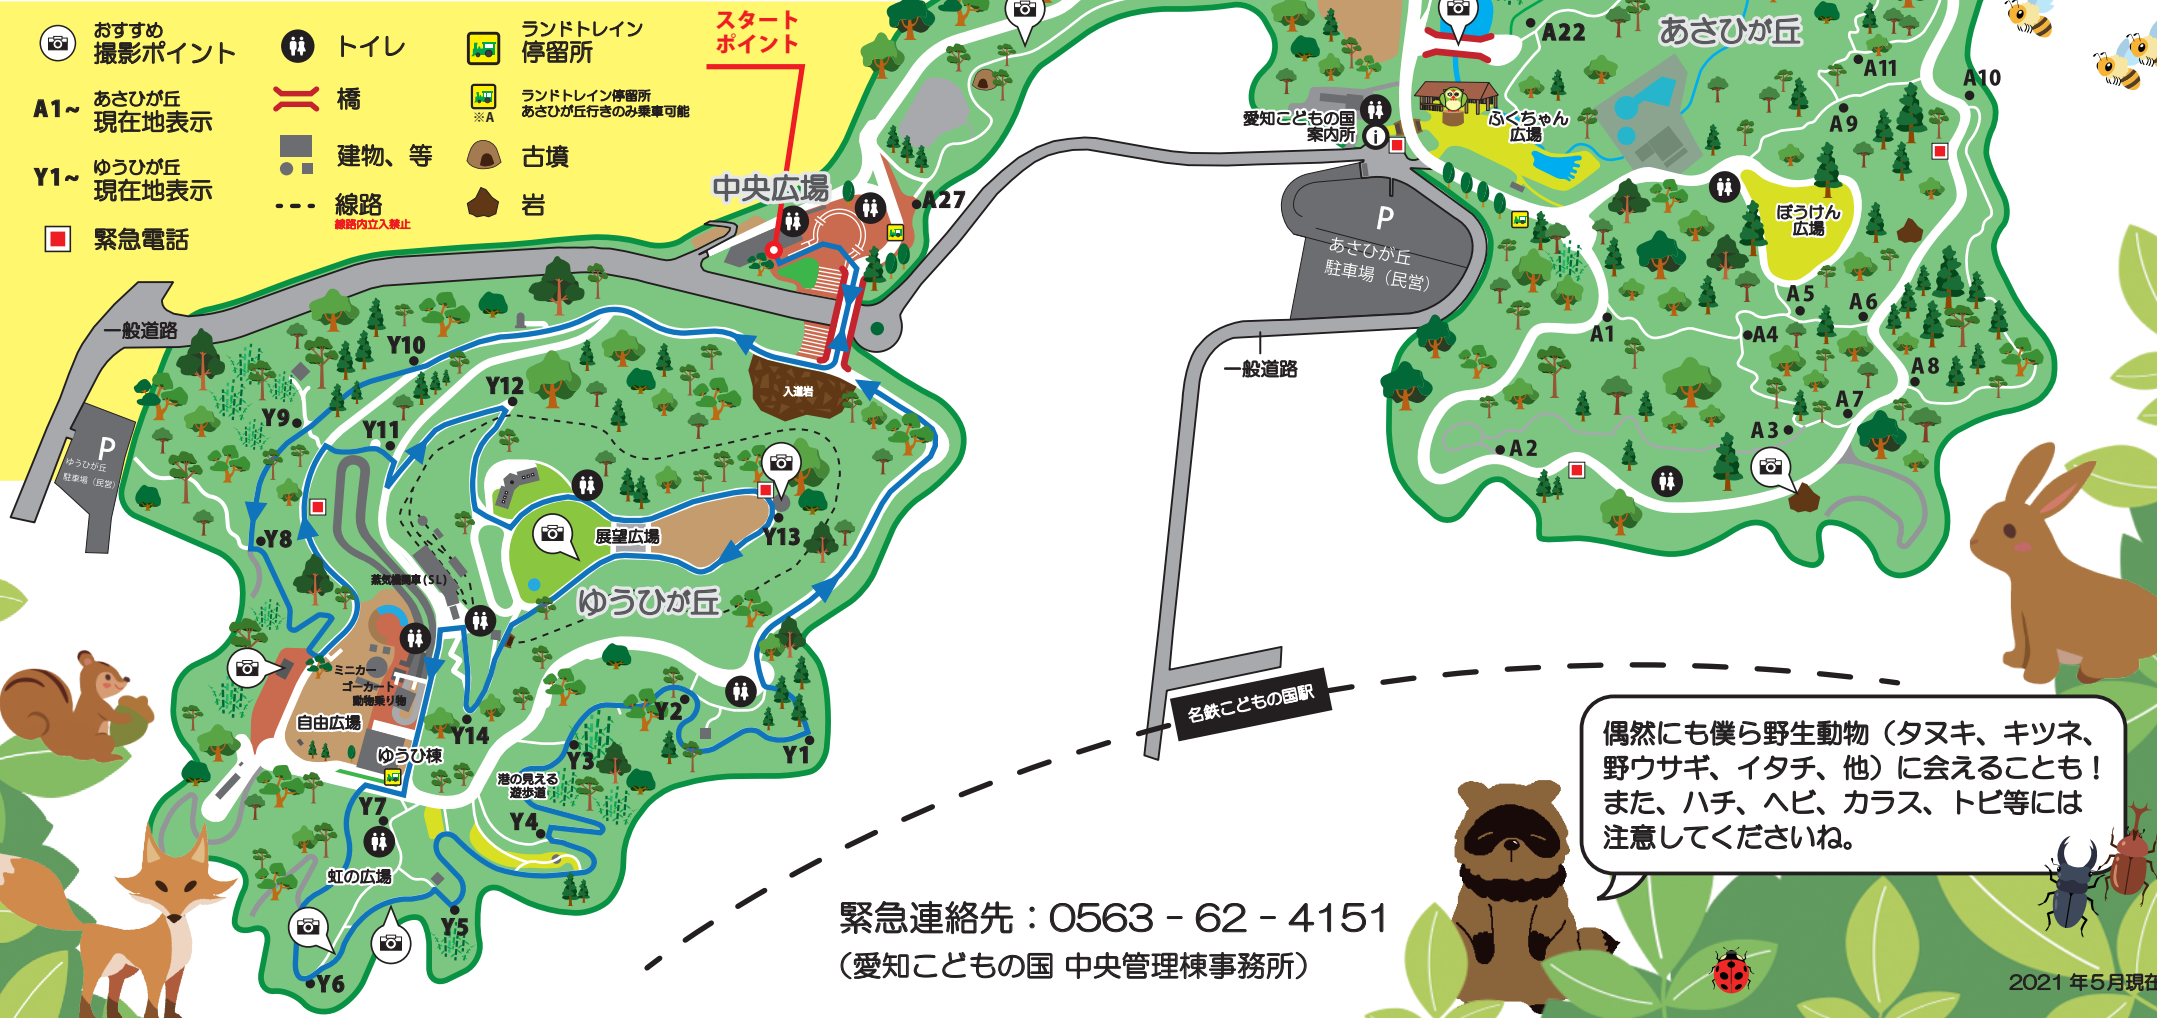 おすすめ
撮影ポイント
A1~
あさひが丘
現在地表示
Y1~
ゆうひが丘
現在地表示
緊急電話
トイレ
橋
建物、等
線路
線路内立入禁止
ランドトレイン
停留所
※A
ランドトレイン停留所
あさひが丘行きのみ乗車可能
古墳
岩
スタート
ポイント
中央広場
A27
一般道路
P
ゆうひが丘
駐車場（民営）
Y10
Y12
Y9
Y11
入道岩
Y8
展望広場
Y13
蒸気機関車(SL)
ゆうひが丘
ミニカー
ゴーカート
動物乗り物
自由広場
ゆうひ棟
Y14
Y2
Y3
Y1
港の見える
遊歩道
Y7
Y4
虹の広場
Y5
Y6
あさひが丘
A22
A11
A10
A9
愛知こどもの国
案内所
i
ふくちゃん
広場
ぼうけん
広場
P
あさひが丘
駐車場（民営）
A5
A6
A1
A4
A8
A7
A3
A2
一般道路
名鉄こどもの国駅
偶然にも僕ら野生動物（タヌキ、キツネ、
野ウサギ、イタチ、他）に会えることも！
また、ハチ、ヘビ、カラス、トビ等には
注意してくださいね。
緊急連絡先：0563－62－4151
（愛知こどもの国 中央管理棟事務所）
2021年5月現在